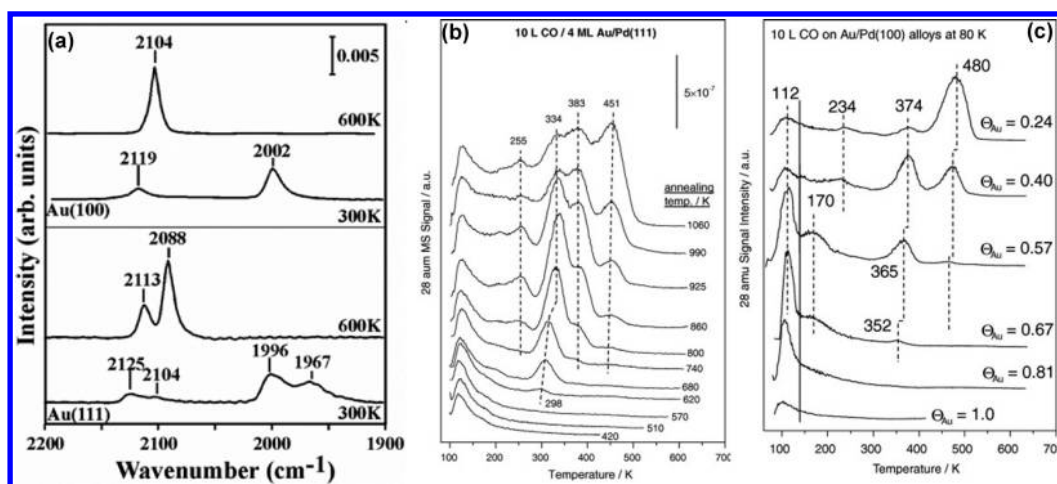 (a)
2104
0.005
600K
2119
2002
Au(100)
300K
2088
2113
600K
2125
2104
1996
1967
Au(111)
300K
2200
2100
2000
1900
Wavenumber (cm-1)
Intensity (arb. units)
(b)
10 L CO / 4 ML Au/Pd(111)
5×10-7
451
383
334
255
annealing
temp. / K
1060
990
925
860
800
740
680
620
298
570
510
420
100 200 300 400 500 600 700
Temperature / K
28 aum MS Signal / a.u.
(c)
10 L CO on Au/Pd(100) alloys at 80 K
480
112
234
374
ΘAu = 0.24
ΘAu = 0.40
170
ΘAu = 0.57
365
352
ΘAu = 0.67
ΘAu = 0.81
ΘAu = 1.0
100 200 300 400 500 600 700
Temperature / K
28 amu Signal Intensity / a.u.